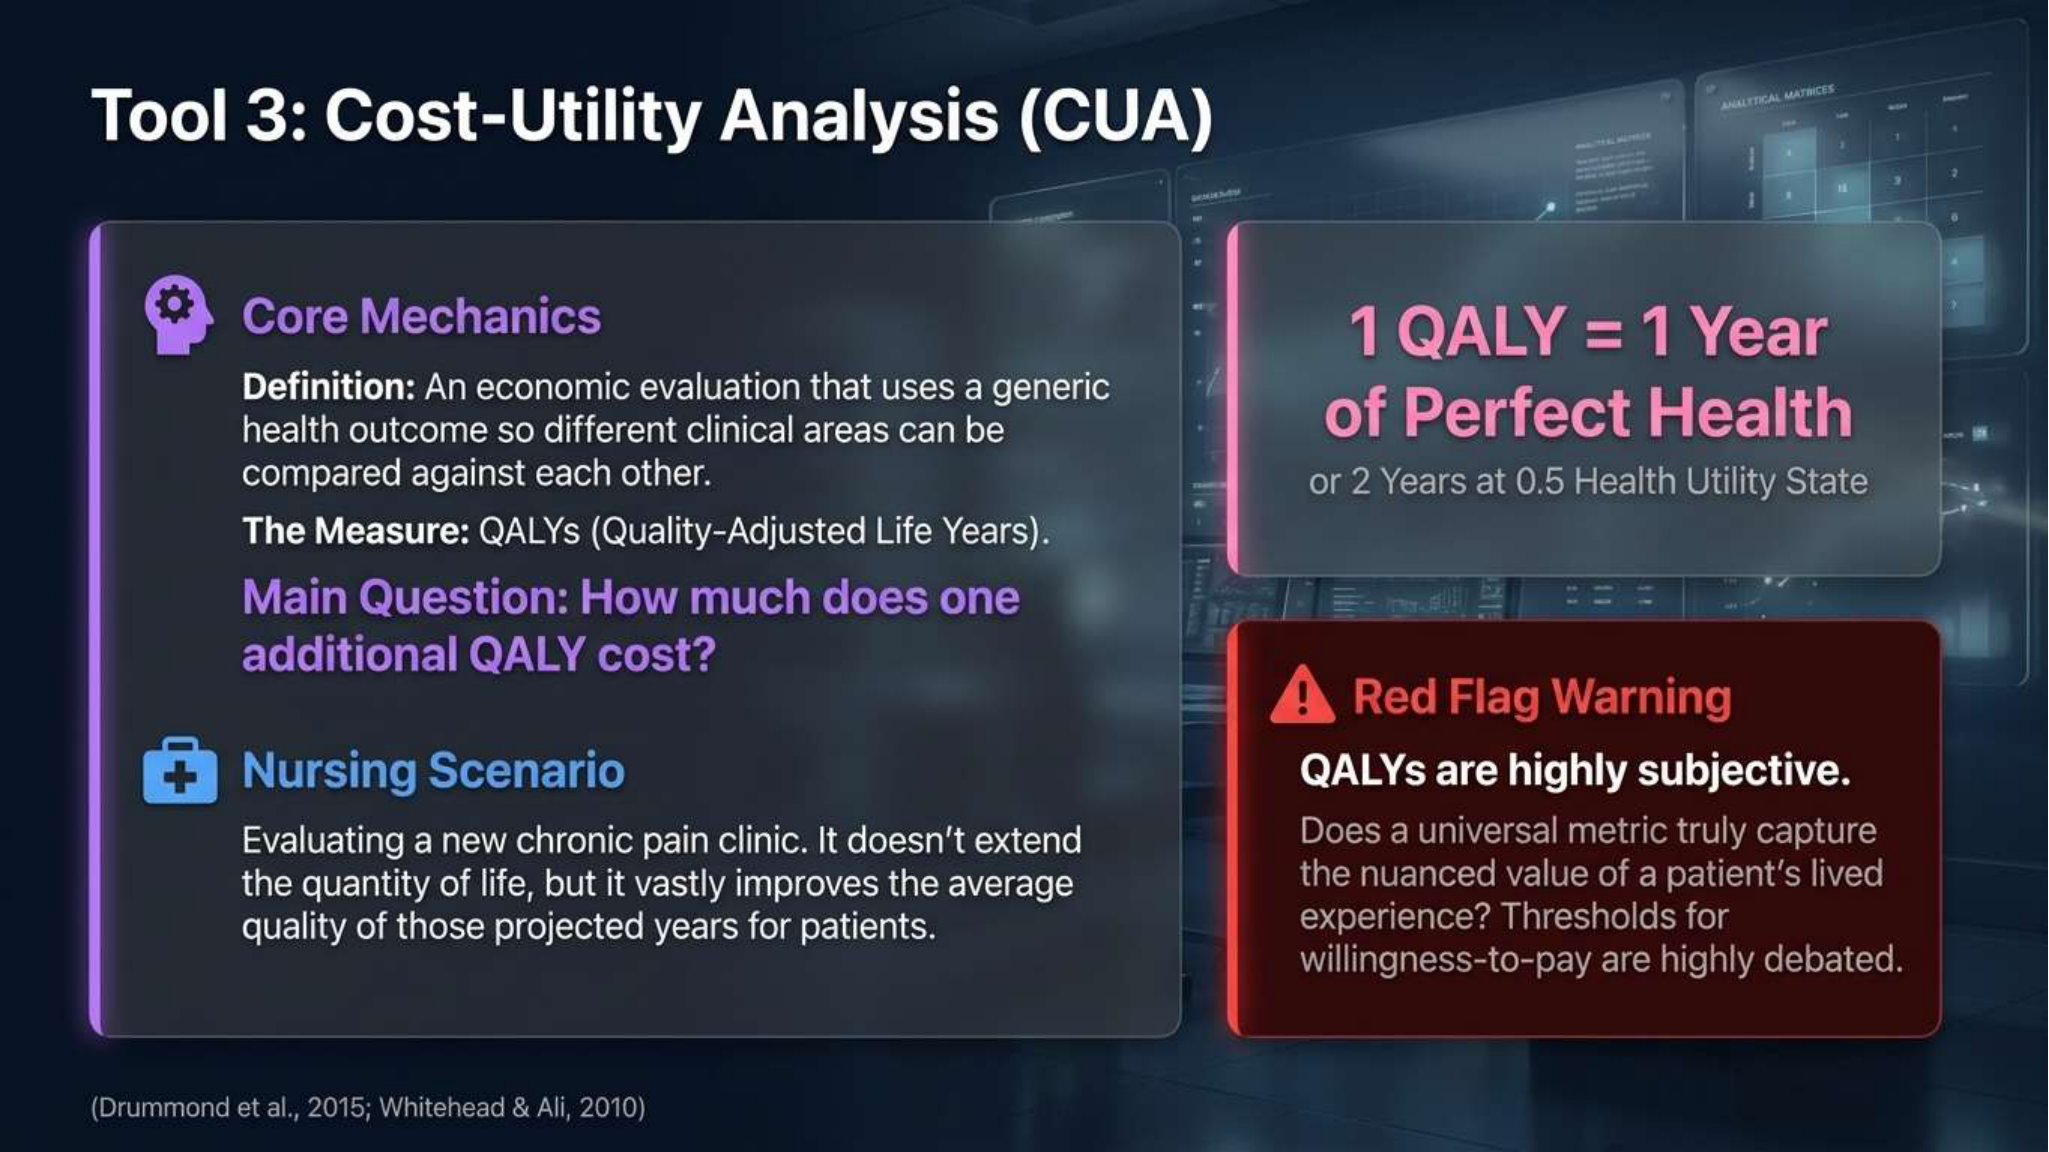 Tool 3: Cost-Utility Analysis (CUA)
ANALYTICAL MATRICES
Core Mechanics
Definition: An economic evaluation that uses a generic
health outcome so different clinical areas can be
compared against each other.
The Measure: QALYs (Quality-Adjusted Life Years).
Main Question: How much does one
additional QALY cost?
Nursing Scenario
Evaluating a new chronic pain clinic. It doesn't extend
the quantity of life, but it vastly improves the average
quality of those projected years for patients.
1 QALY = 1 Year
of Perfect Health
or 2 Years at 0.5 Health Utility State
Red Flag Warning
QALYs are highly subjective.
Does a universal metric truly capture
the nuanced value of a patient's lived
experience? Thresholds for
willingness-to-pay are highly debated.
(Drummond et al., 2015; Whitehead & Ali, 2010)